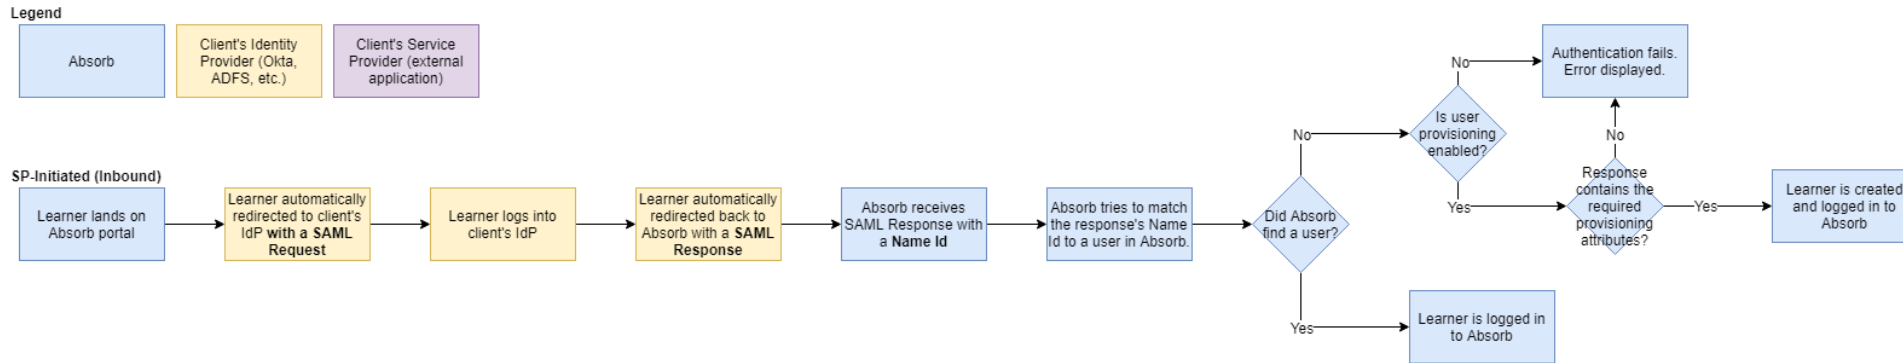 Legend
Absorb
Client's Identity
Provider (Okta,
ADFS, etc.)
Client's Service
Provider (external
application)
SP-Initiated (Inbound)
Learner lands on
Absorb portal
Learner automatically
redirected to client's
IdP with a SAML
Request
Learner logs into
client's IdP
Learner automatically
redirected back to
Absorb with a SAML
Response
Absorb receives
SAML Response with
a Name Id
Absorb tries to match
the response's Name
Id to a user in Absorb.
Did Absorb
find a user?
No
Yes
Is user
provisioning
enabled?
No
Yes
Authentication fails.
Error displayed.
No
Response
contains the
required
provisioning
attributes?
Yes
Learner is created
and logged in to
Absorb
Learner is logged in
to Absorb